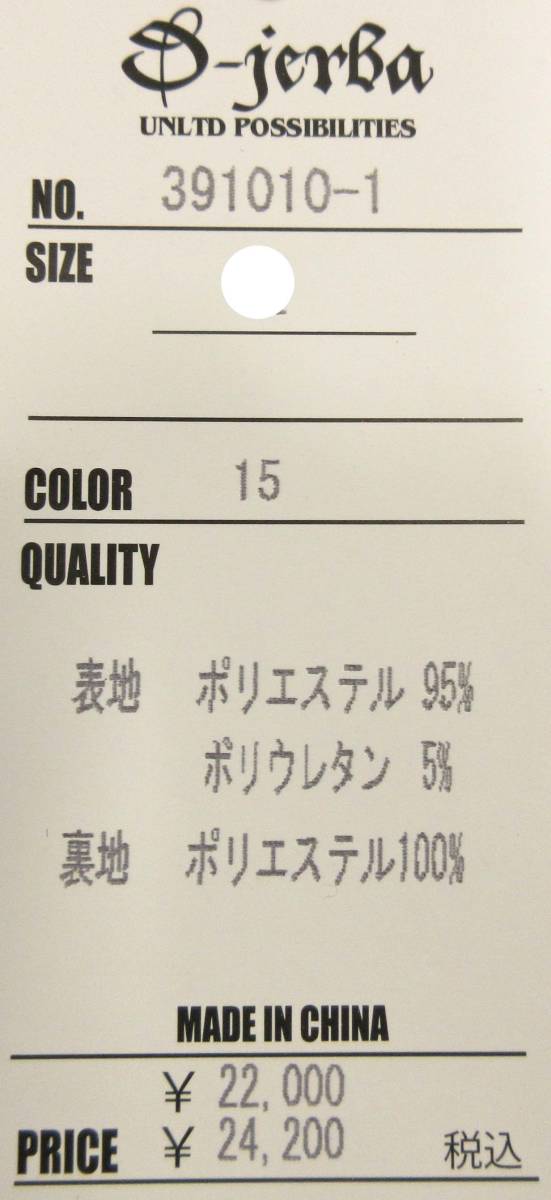 D-jerba
UNLTD POSSIBILITIES
NO. 391010-1
SIZE
COLOR 15
QUALITY
表地 ポリエステル 95%
ポリウレタン 5%
裏地 ポリエステル100%
MADE IN CHINA
¥ 22,000
PRICE ¥ 24,200 税込